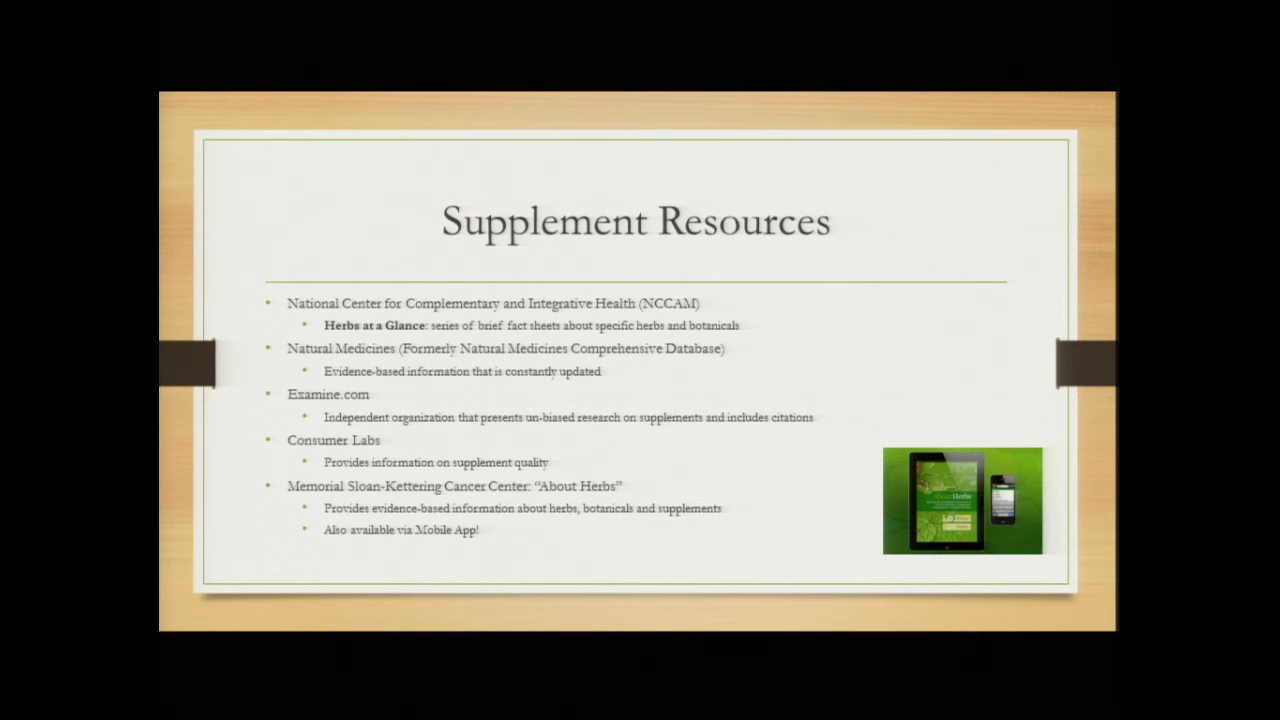 Supplement Resources
• National Center for Complementary and Integrative Health (NCCAM)
• Herbs at a Glance: series of brief fact sheets about specific herbs and botanicals
• Natural Medicines (Formerly Natural Medicines Comprehensive Database)
• Evidence-based information that is constantly updated
• Examine.com
• Independent organization that presents un-biased research on supplements and includes citations
• Consumer Labs
• Provides information on supplement quality
• Memorial Sloan-Kettering Cancer Center: “About Herbs”
• Provides evidence-based information about herbs, botanicals and supplements
• Also available via Mobile App!
About Herbs